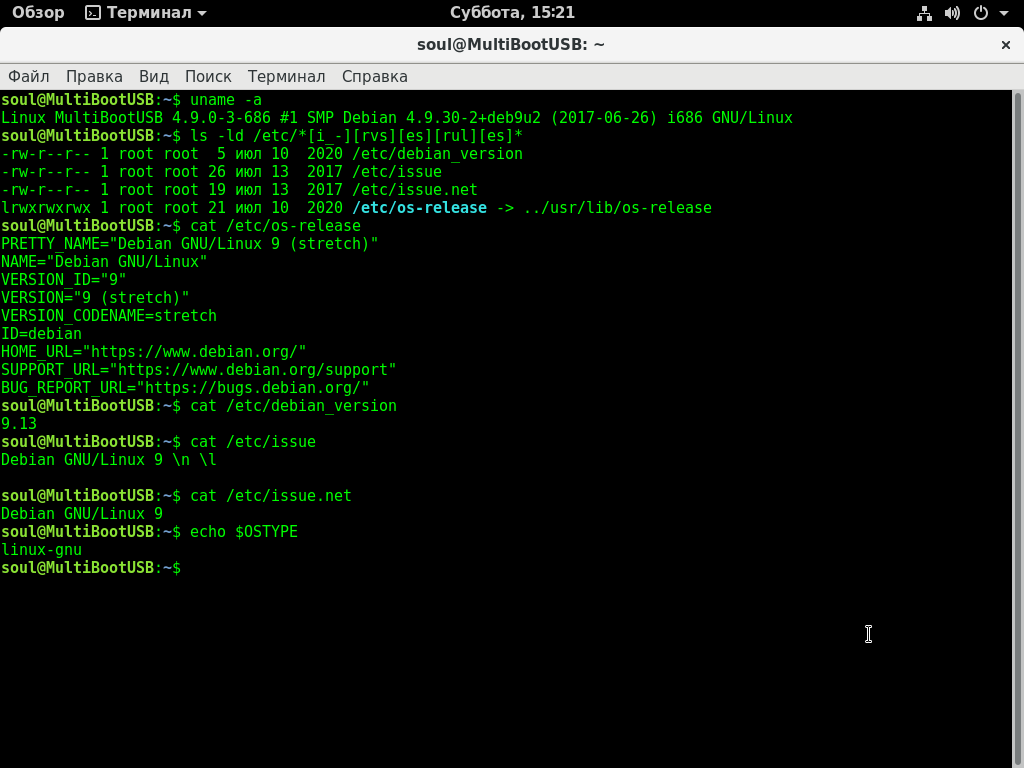 Обзор Терминал Суббота, 15:21
soul@MultiBootUSB: ~ ×
Файл Правка Вид Поиск Терминал Справка
soul@MultiBootUSB:~$ uname -a
Linux MultiBootUSB 4.9.0-3-686 #1 SMP Debian 4.9.30-2+deb9u2 (2017-06-26) i686 GNU/Linux
soul@MultiBootUSB:~$ ls -ld /etc/*[i_-][rvs][es][rul][es]*
-rw-r--r-- 1 root root  5 июл 10  2020 /etc/debian_version
-rw-r--r-- 1 root root 26 июл 13  2017 /etc/issue
-rw-r--r-- 1 root root 19 июл 13  2017 /etc/issue.net
lrwxrwxrwx 1 root root 21 июл 10  2020 /etc/os-release -> ../usr/lib/os-release
soul@MultiBootUSB:~$ cat /etc/os-release
PRETTY_NAME="Debian GNU/Linux 9 (stretch)"
NAME="Debian GNU/Linux"
VERSION_ID="9"
VERSION="9 (stretch)"
VERSION_CODENAME=stretch
ID=debian
HOME_URL="https://www.debian.org/"
SUPPORT_URL="https://www.debian.org/support"
BUG_REPORT_URL="https://bugs.debian.org/"
soul@MultiBootUSB:~$ cat /etc/debian_version
9.13
soul@MultiBootUSB:~$ cat /etc/issue
Debian GNU/Linux 9 \n \l

soul@MultiBootUSB:~$ cat /etc/issue.net
Debian GNU/Linux 9
soul@MultiBootUSB:~$ echo $OSTYPE
linux-gnu
soul@MultiBootUSB:~$